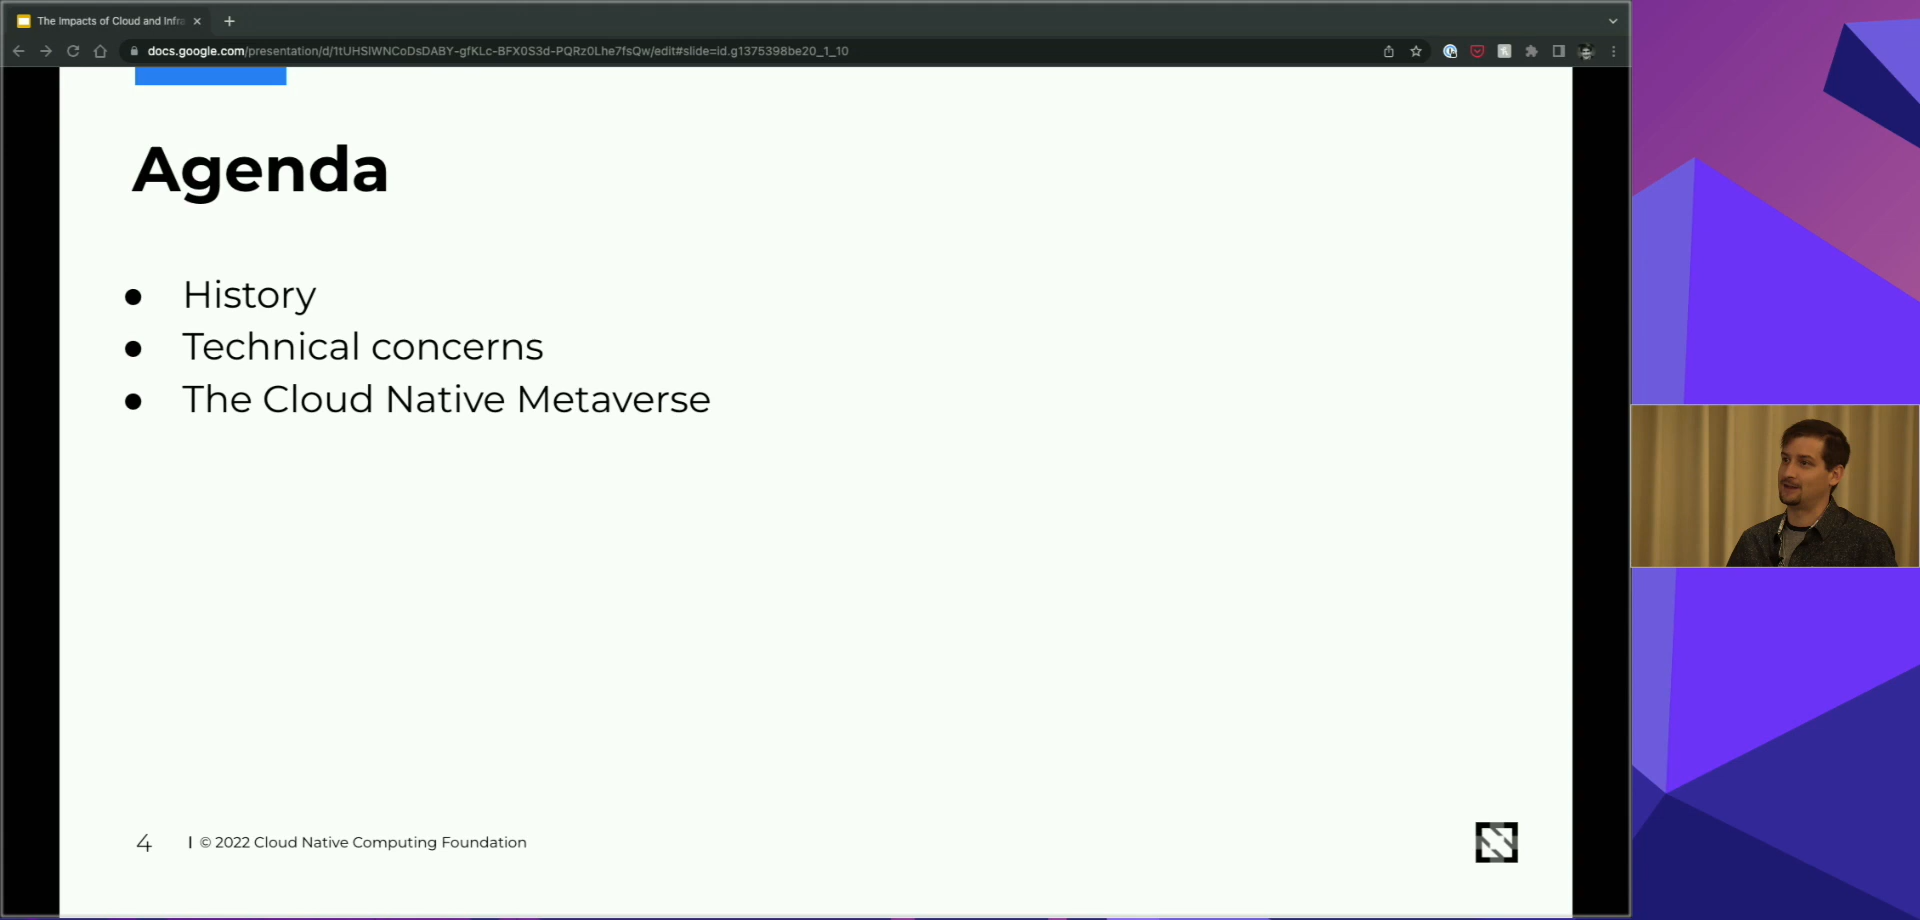 The Impacts of Cloud and Infra
docs.google.com/presentation/d/1tUHSlWNCoDsDABY-gfKLc-BFX0S3d-PQRz0Lhe7fsQw/edit#slide=id.g1375398be20_1_10
Agenda
● History
● Technical concerns
● The Cloud Native Metaverse
4 | © 2022 Cloud Native Computing Foundation